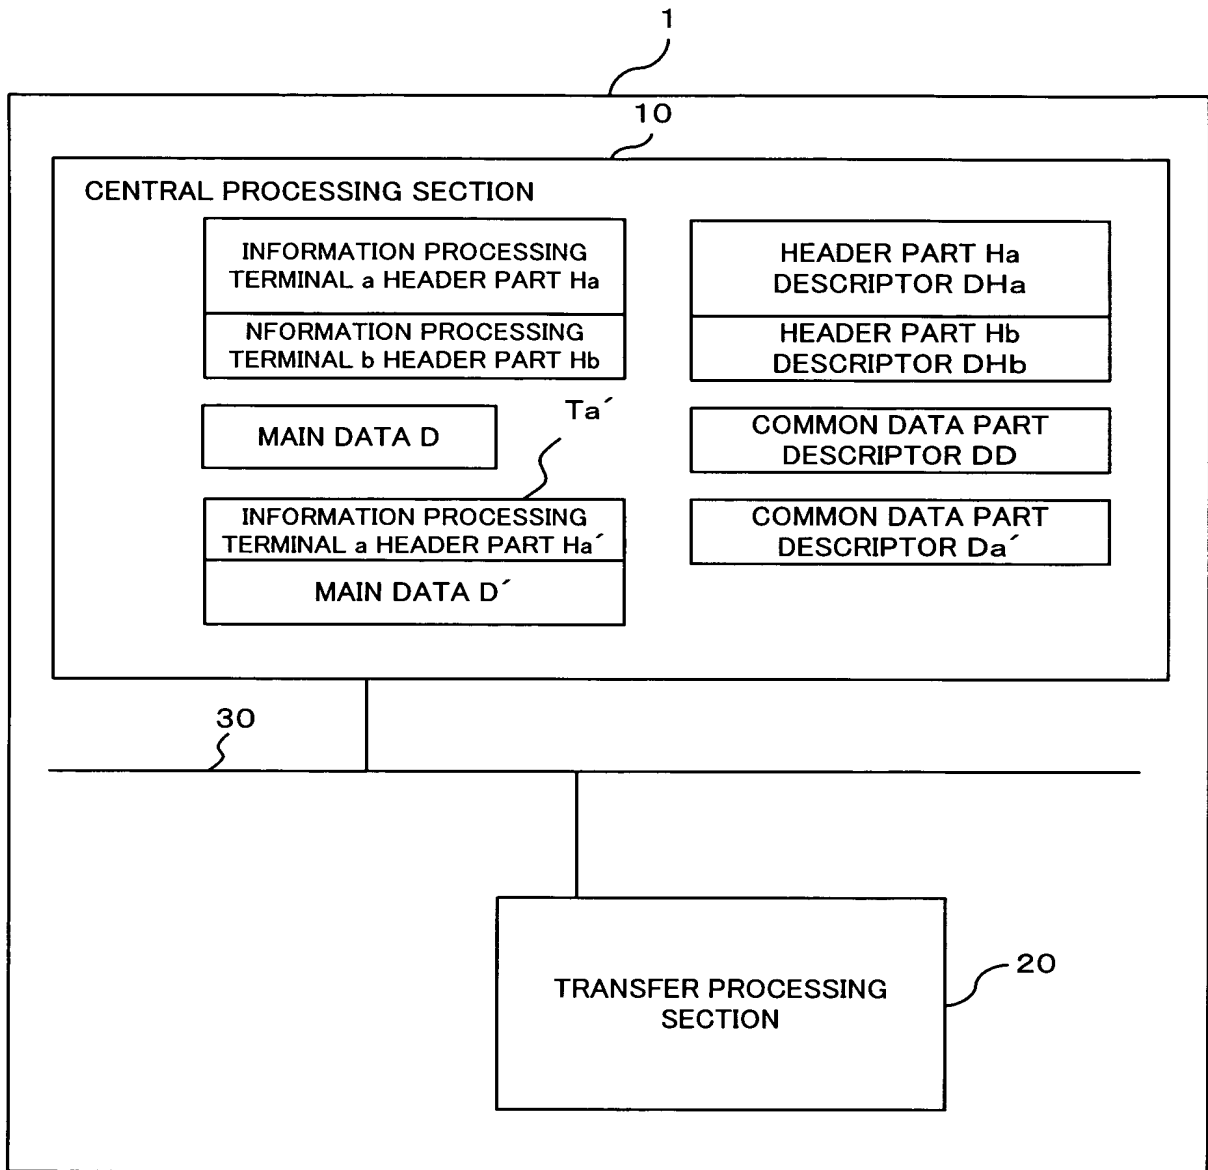 1
10
CENTRAL PROCESSING SECTION
INFORMATION PROCESSING
TERMINAL a HEADER PART Ha
NFORMATION PROCESSING
TERMINAL b HEADER PART Hb
HEADER PART Ha
DESCRIPTOR DHa
HEADER PART Hb
DESCRIPTOR DHb
Ta´
MAIN DATA D
COMMON DATA PART
DESCRIPTOR DD
INFORMATION PROCESSING
TERMINAL a HEADER PART Ha´
MAIN DATA D´
COMMON DATA PART
DESCRIPTOR Da´
30
TRANSFER PROCESSING
SECTION
20